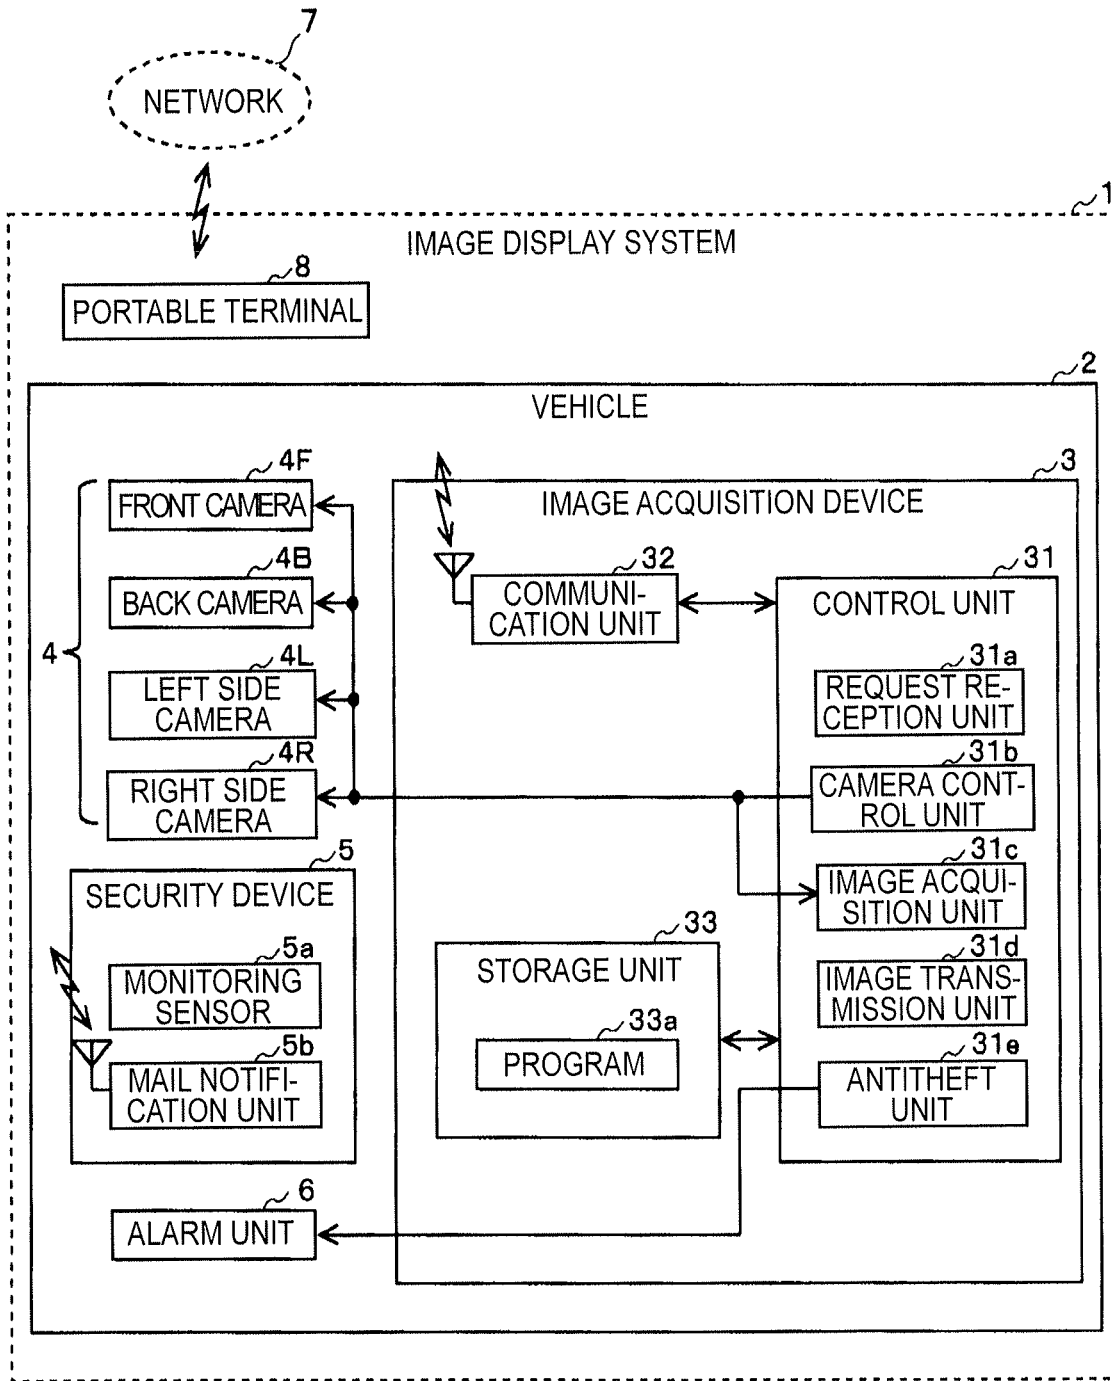 7
NETWORK
1
IMAGE DISPLAY SYSTEM
8
PORTABLE TERMINAL
2
VEHICLE
4
4F
FRONT CAMERA
4B
BACK CAMERA
4L
LEFT SIDE
CAMERA
4R
RIGHT SIDE
CAMERA
5
SECURITY DEVICE
5a
MONITORING
SENSOR
5b
MAIL NOTIFI-
CATION UNIT
6
ALARM UNIT
3
IMAGE ACQUISITION DEVICE
32
COMMUNI-
CATION UNIT
33
STORAGE UNIT
33a
PROGRAM
31
CONTROL UNIT
31a
REQUEST RE-
CEPTION UNIT
31b
CAMERA CONT-
ROL UNIT
31c
IMAGE ACQUI-
SITION UNIT
31d
IMAGE TRANS-
MISSION UNIT
31e
ANTITHEFT
UNIT